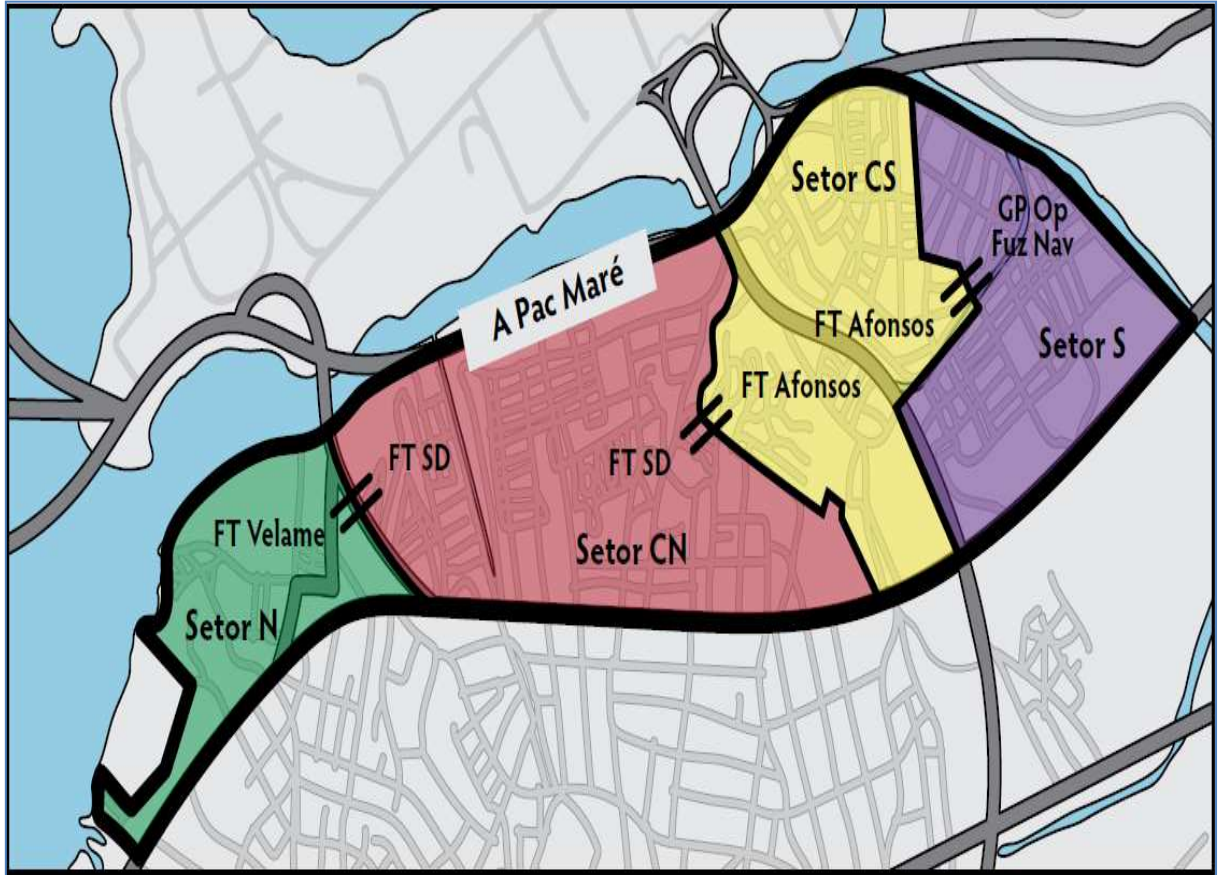 Setor CS
GP Op
Fuz Nav
A Pac Maré
FT Afonsos
Setor S
FT Afonsos
FT SD
FT SD
FT Velame
Setor CN
Setor N